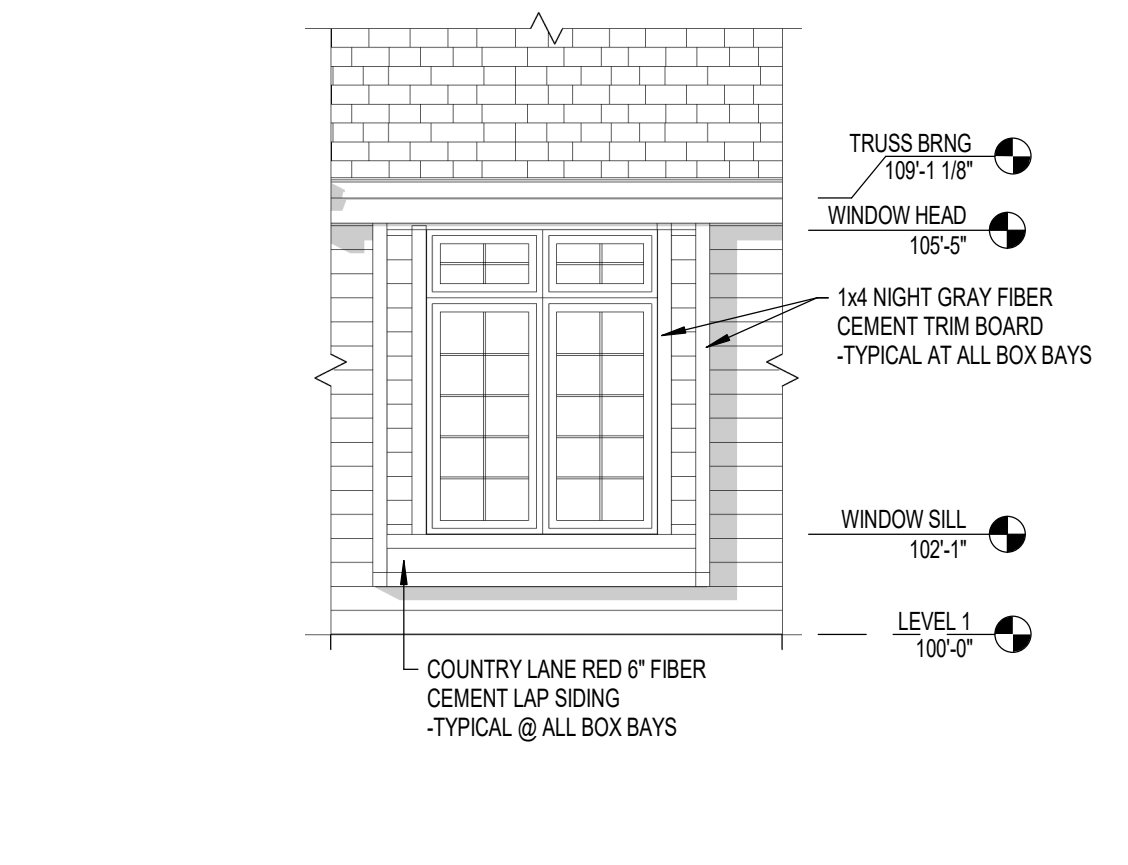 TRUSS BRNG
109'-1 1/8"
WINDOW HEAD
105'-5"
1x4 NIGHT GRAY FIBER
CEMENT TRIM BOARD
-TYPICAL AT ALL BOX BAYS
WINDOW SILL
102'-1"
LEVEL 1
100'-0"
COUNTRY LANE RED 6" FIBER
CEMENT LAP SIDING
-TYPICAL @ ALL BOX BAYS